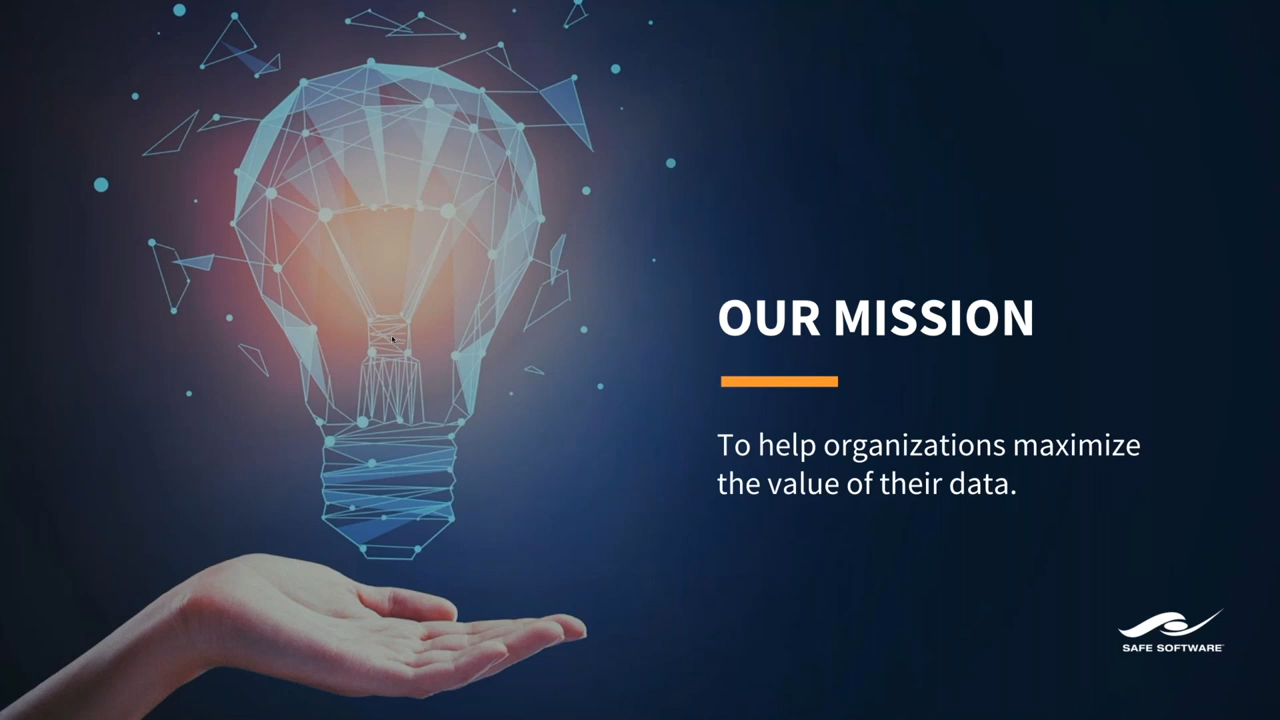 OUR MISSION
To help organizations maximize
the value of their data.
SAFE SOFTWARE